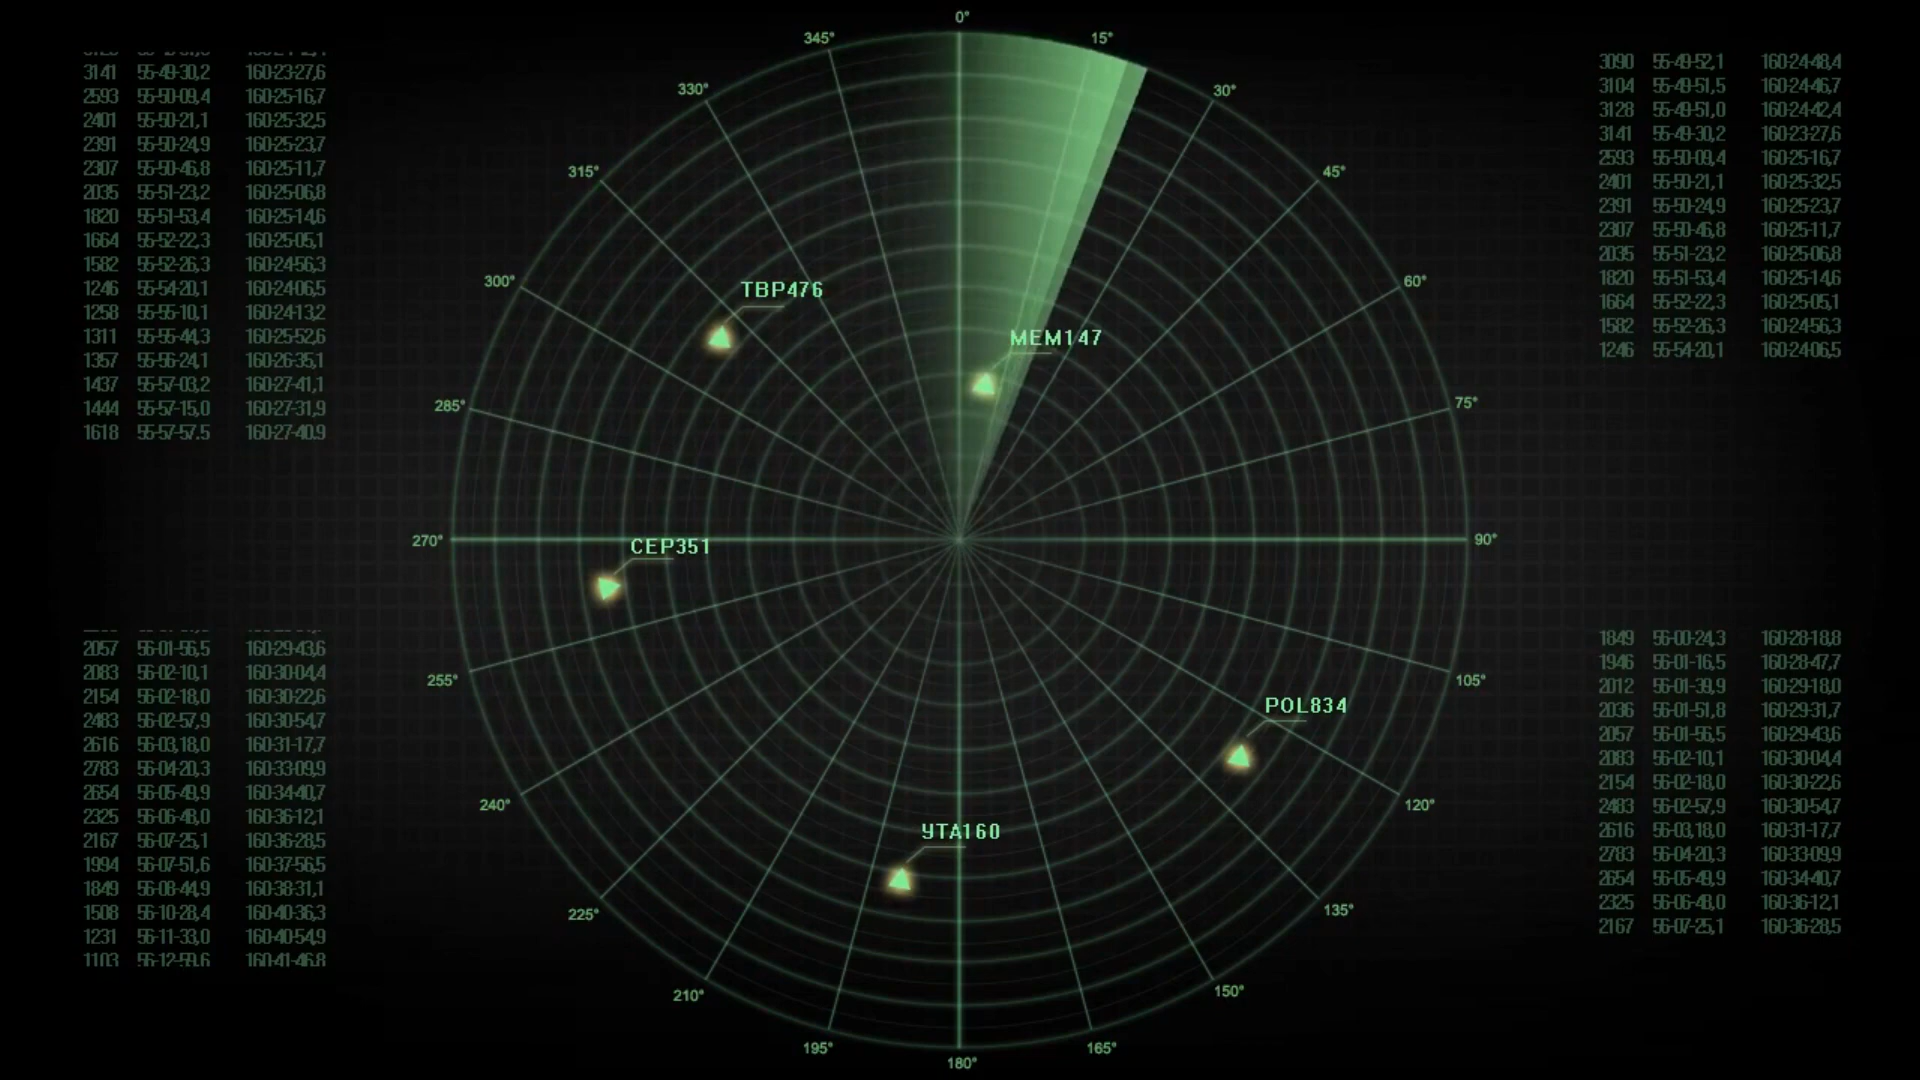 0°
15°
30°
45°
60°
75°
90°
105°
120°
135°
150°
165°
180°
195°
210°
225°
240°
255°
270°
285°
300°
315°
330°
345°
TBP476
MEM147
CEP351
POL834
УTA160
3141 55-49-30,2 160-23-27,6
2593 55-50-09,4 160-25-16,7
2401 55-50-21,1 160-25-32,5
2391 55-50-24,9 160-25-23,7
2307 55-50-46,8 160-25-11,7
2035 55-51-23,2 160-25-06,8
1820 55-51-53,4 160-25-14,6
1664 55-52-22,3 160-25-05,1
1582 55-52-26,3 160-24-56,3
1246 55-54-20,1 160-24-06,5
1258 55-55-10,1 160-24-13,2
1311 55-55-44,3 160-25-52,6
1357 55-56-24,1 160-26-35,1
1437 55-57-03,2 160-27-41,1
1444 55-57-15,0 160-27-31,9
1618 55-57-57,5 160-27-40,9
3090 55-49-52,1 160-24-48,4
3104 55-49-51,5 160-24-46,7
3128 55-49-51,0 160-24-42,4
3141 55-49-30,2 160-23-27,6
2593 55-50-09,4 160-25-16,7
2401 55-50-21,1 160-25-32,5
2391 55-50-24,9 160-25-23,7
2307 55-50-46,8 160-25-11,7
2035 55-51-23,2 160-25-06,8
1820 55-51-53,4 160-25-14,6
1664 55-52-22,3 160-25-05,1
1582 55-52-26,3 160-24-56,3
1246 55-54-20,1 160-24-06,5
2057 56-01-56,5 160-29-43,6
2083 56-02-10,1 160-30-04,4
2154 56-02-18,0 160-30-22,6
2483 56-02-57,9 160-30-54,7
2616 56-03,18,0 160-31-17,7
2783 56-04-20,3 160-33-09,9
2654 56-05-49,9 160-34-40,7
2325 56-06-48,0 160-36-12,1
2167 56-07-25,1 160-36-28,5
1994 56-07-51,6 160-37-56,5
1849 56-08-44,9 160-38-31,1
1508 56-10-28,4 160-40-36,3
1231 56-11-33,0 160-40-54,9
1103 56-12-59,6 160-41-46,8
1849 56-00-24,3 160-28-18,8
1946 56-01-16,5 160-28-47,7
2012 56-01-39,9 160-29-18,0
2036 56-01-51,8 160-29-31,7
2057 56-01-56,5 160-29-43,6
2083 56-02-10,1 160-30-04,4
2154 56-02-18,0 160-30-22,6
2483 56-02-57,9 160-30-54,7
2616 56-03,18,0 160-31-17,7
2783 56-04-20,3 160-33-09,9
2654 56-05-49,9 160-34-40,7
2325 56-06-48,0 160-36-12,1
2167 56-07-25,1 160-36-28,5